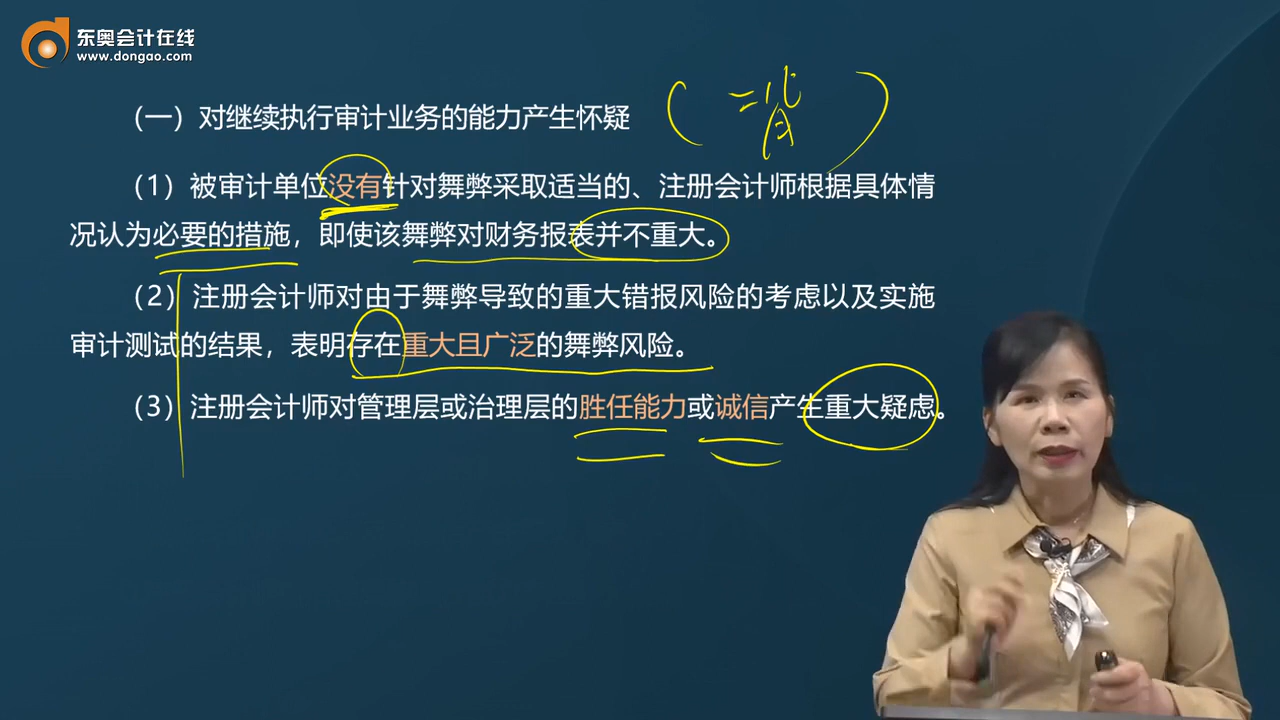 东奥会计在线
www.dongao.com
（一）对继续执行审计业务的能力产生怀疑
（1）被审计单位没有针对舞弊采取适当的、注册会计师根据具体情
况认为必要的措施，即使该舞弊对财务报表并不重大。
（2）注册会计师对由于舞弊导致的重大错报风险的考虑以及实施
审计测试的结果，表明存在重大且广泛的舞弊风险。
（3）注册会计师对管理层或治理层的胜任能力或诚信产生重大疑虑。